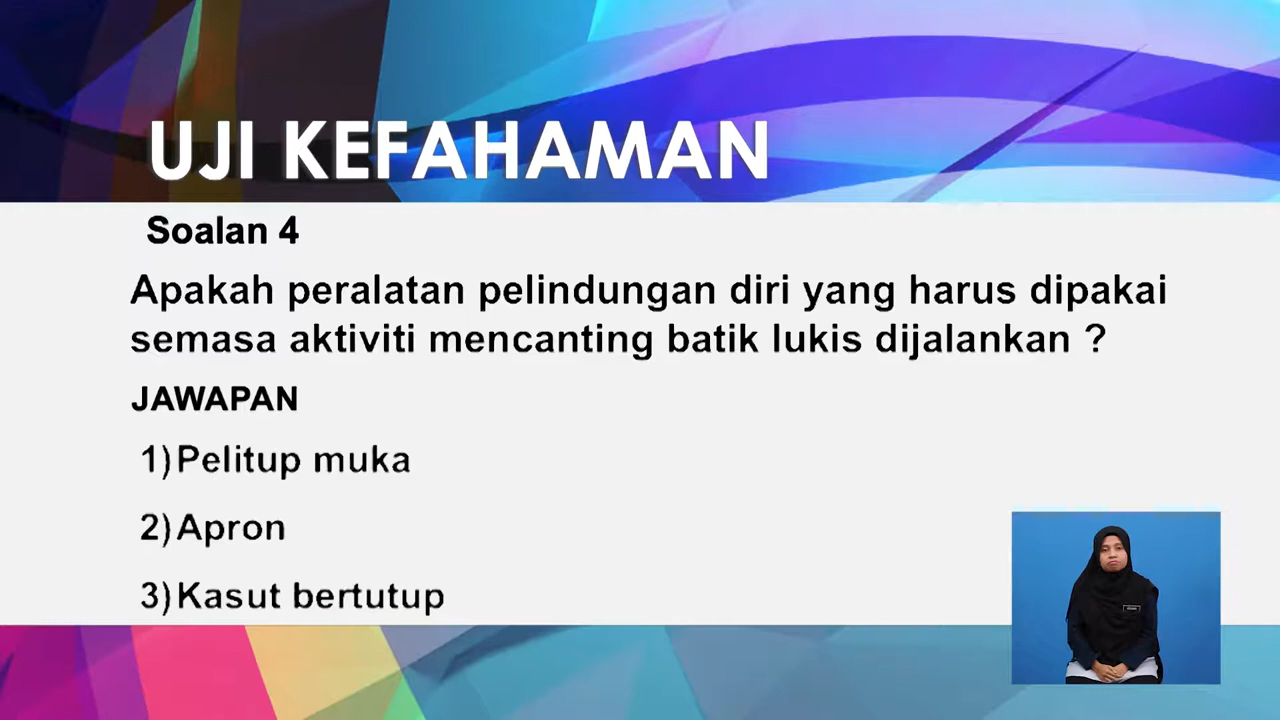 UJI KEFAHAMAN
Soalan 4
Apakah peralatan pelindungan diri yang harus dipakai
semasa aktiviti mencanting batik lukis dijalankan ?
JAWAPAN
1)Pelitup muka
2)Apron
3)Kasut bertutup